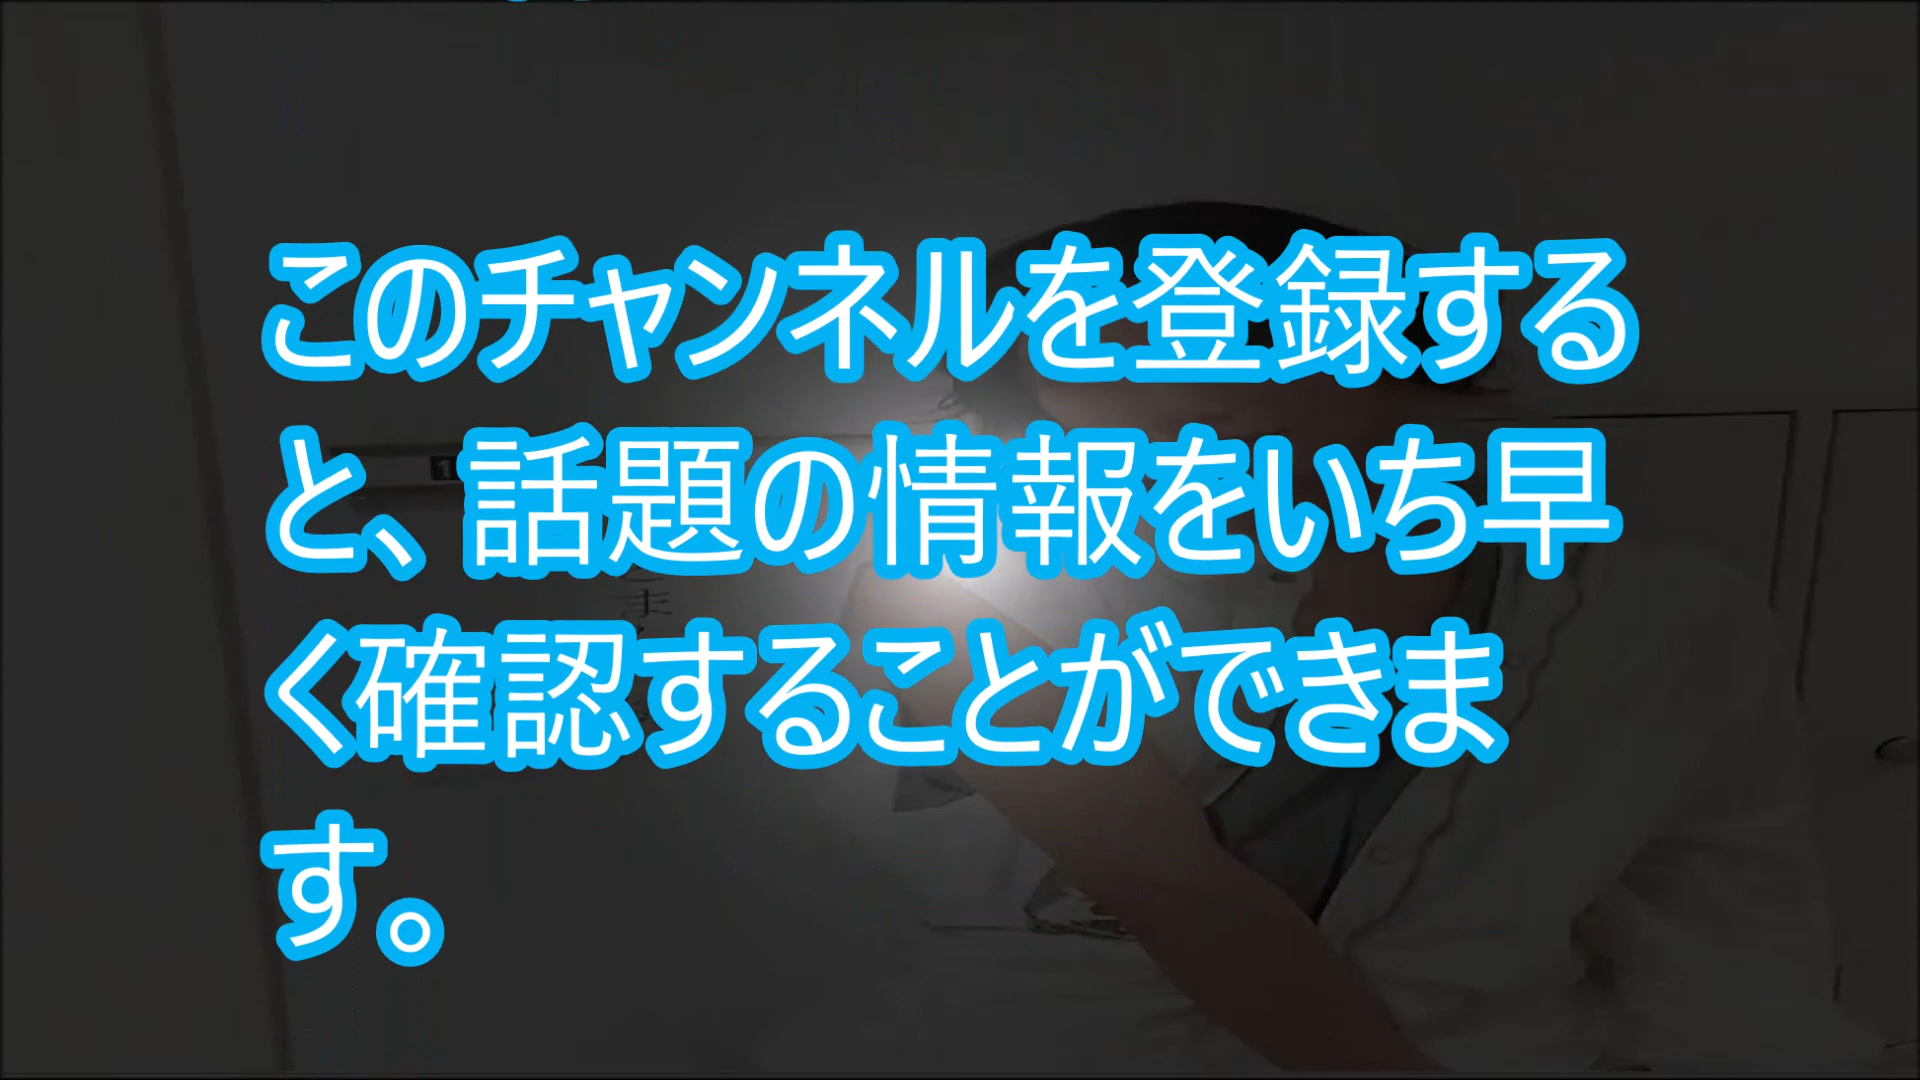 このチャンネルを登録する
と、話題の情報をいち早
く確認することができま
す。